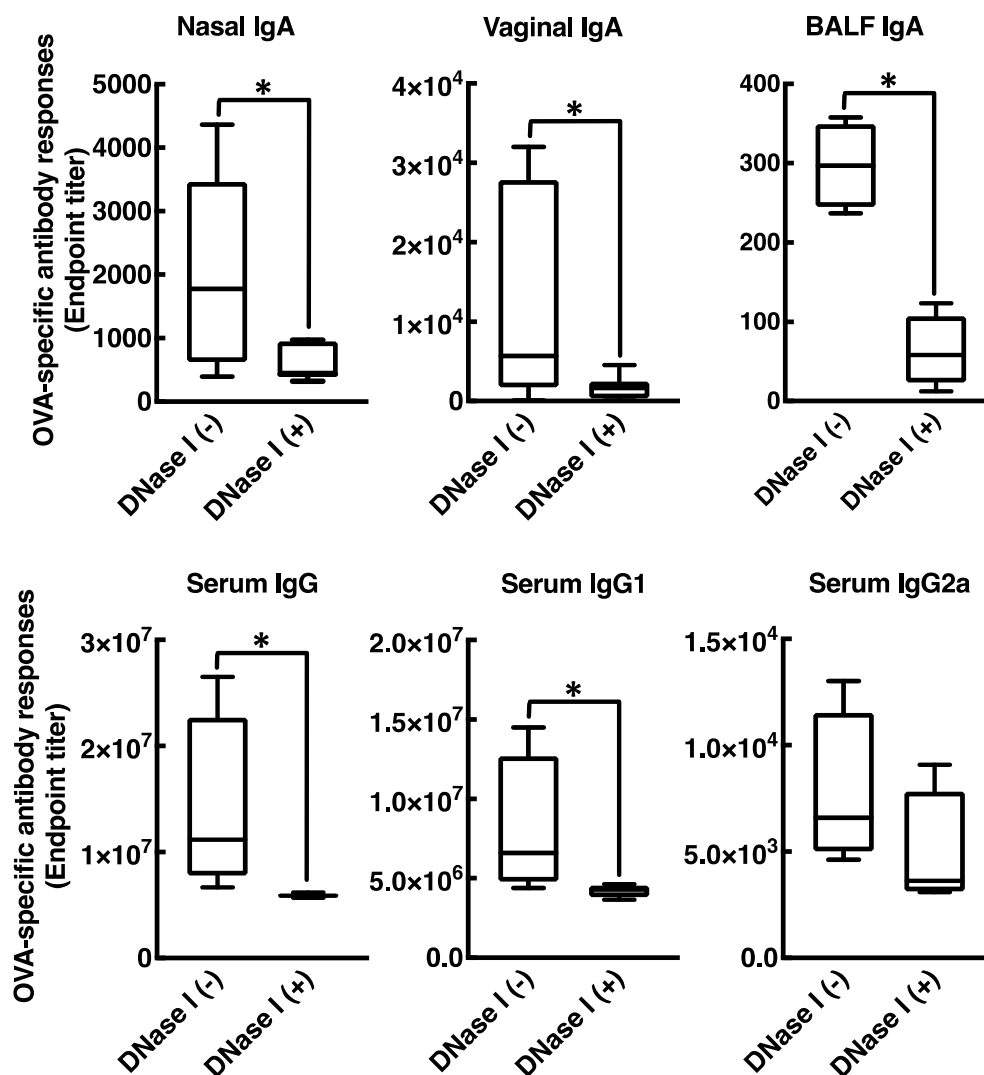 Nasal IgA
Vaginal IgA
BALF IgA
OVA-specific antibody responses
(Endpoint titer)
5000
4000
3000
2000
1000
0
*
DNase I (-)
DNase I (+)
4×10⁴
3×10⁴
2×10⁴
1×10⁴
0
*
DNase I (-)
DNase I (+)
400
300
200
100
0
*
DNase I (-)
DNase I (+)
Serum IgG
Serum IgG1
Serum IgG2a
OVA-specific antibody responses
(Endpoint titer)
3×10⁷
2×10⁷
1×10⁷
0
*
DNase I (-)
DNase I (+)
2.0×10⁷
1.5×10⁷
1.0×10⁷
5.0×10⁶
0.0
*
DNase I (-)
DNase I (+)
1.5×10⁴
1.0×10⁴
5.0×10³
0.0
DNase I (-)
DNase I (+)